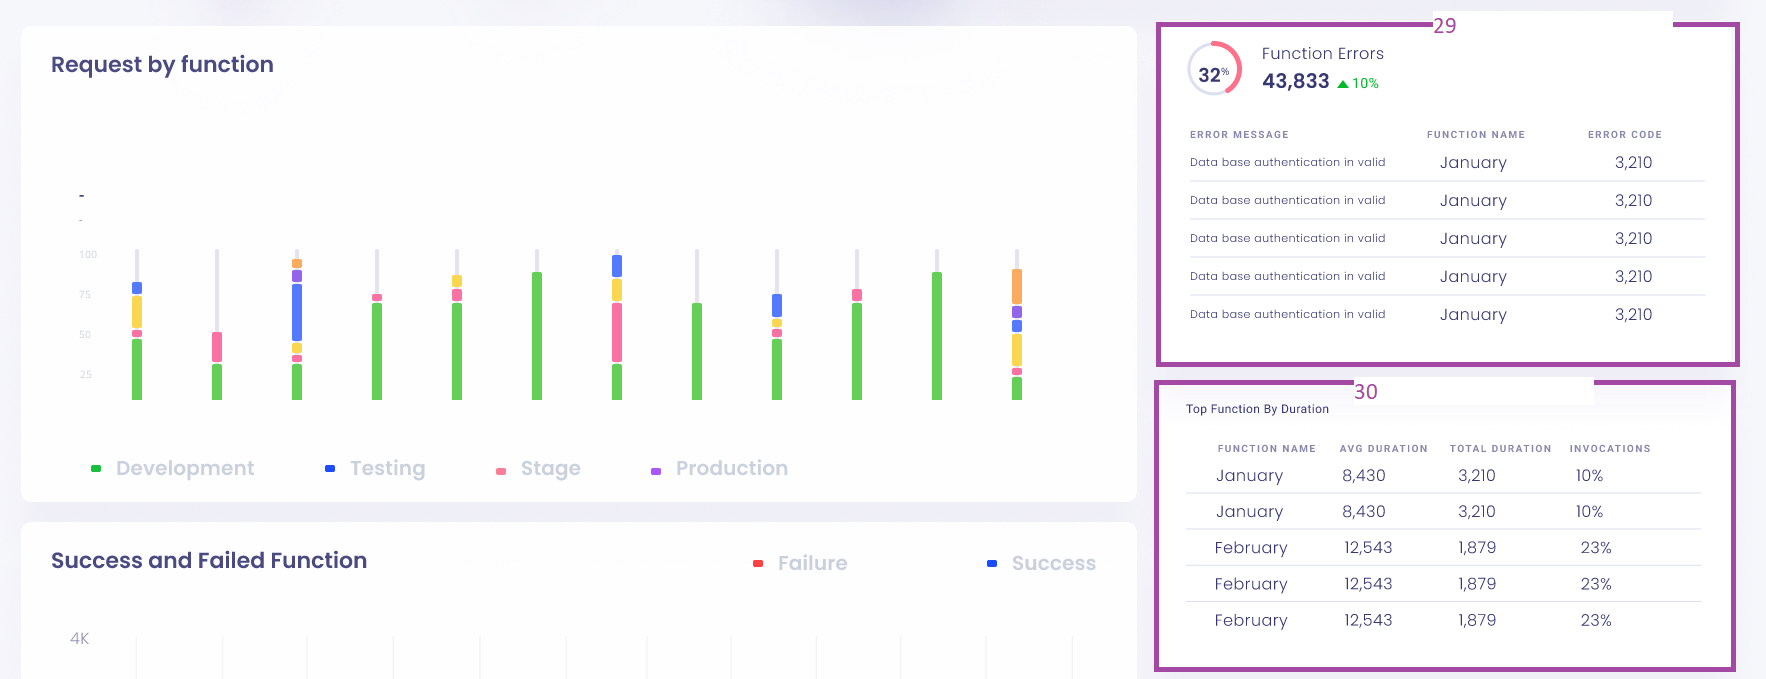 Request by function
-
-
100
75
50
25
Development Testing Stage Production
Success and Failed Function
Failure Success
4K
29
32%
Function Errors
43,833 10%
ERROR MESSAGE FUNCTION NAME ERROR CODE
Data base authentication in valid January 3,210
Data base authentication in valid January 3,210
Data base authentication in valid January 3,210
Data base authentication in valid January 3,210
Data base authentication in valid January 3,210
30
Top Function By Duration
FUNCTION NAME AVG DURATION TOTAL DURATION INVOCATIONS
January 8,430 3,210 10%
January 8,430 3,210 10%
February 12,543 1,879 23%
February 12,543 1,879 23%
February 12,543 1,879 23%